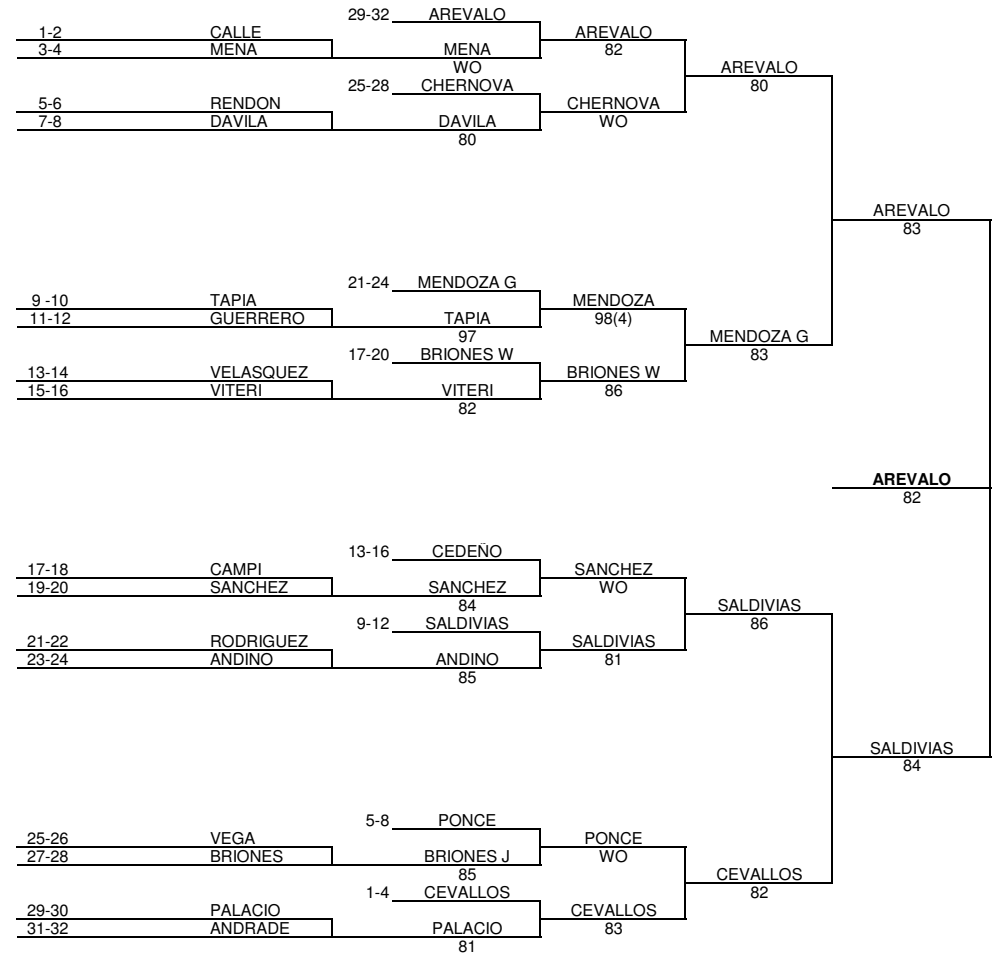 29-32 AREVALO
1-2 CALLE AREVALO
3-4 MENA MENA 82
WO AREVALO
25-28 CHERNOVA 80
5-6 RENDON CHERNOVA
7-8 DAVILA DAVILA WO
80
AREVALO
83
21-24 MENDOZA G
9 -10 TAPIA MENDOZA
11-12 GUERRERO TAPIA 98(4)
97 MENDOZA G
17-20 BRIONES W 83
13-14 VELASQUEZ BRIONES W
15-16 VITERI VITERI 86
82
AREVALO
82
13-16 CEDEÑO
17-18 CAMPI SANCHEZ
19-20 SANCHEZ SANCHEZ WO
84 SALDIVIAS
9-12 SALDIVIAS 86
21-22 RODRIGUEZ SALDIVIAS
23-24 ANDINO ANDINO 81
85
SALDIVIAS
84
5-8 PONCE
25-26 VEGA PONCE
27-28 BRIONES BRIONES J WO
85 CEVALLOS
1-4 CEVALLOS 82
29-30 PALACIO CEVALLOS
31-32 ANDRADE PALACIO 83
81